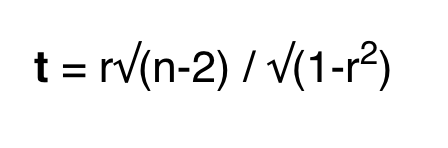 t = r√(n-2) / √(1-r²)